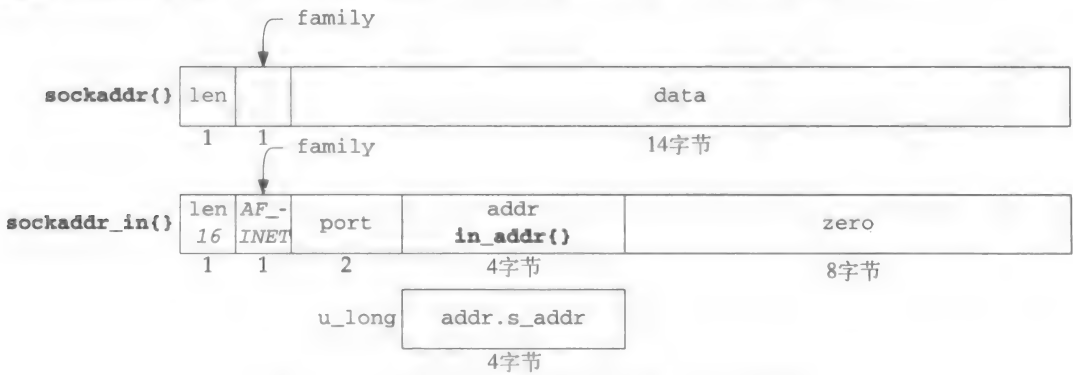 family
sockaddr{} len data
1 1 14字节
family
sockaddr_in{} len 16 AF_-INET port addr in_addr{} zero
1 1 2 4字节 8字节
u_long addr.s_addr
4字节